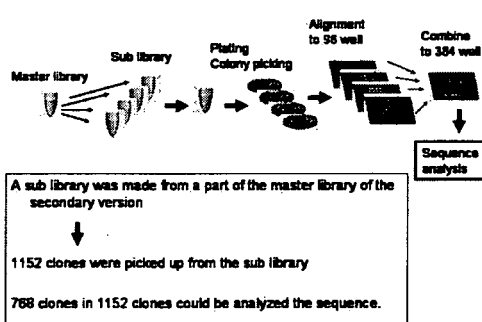 Master library
Sub library
Plating
Colony picking
Alignment
to 96 well
Combine
to 384 well
Sequence
analysis
A sub library was made from a part of the master library of the
secondary version
1152 clones were picked up from the sub library
768 clones in 1152 clones could be analyzed the sequence.